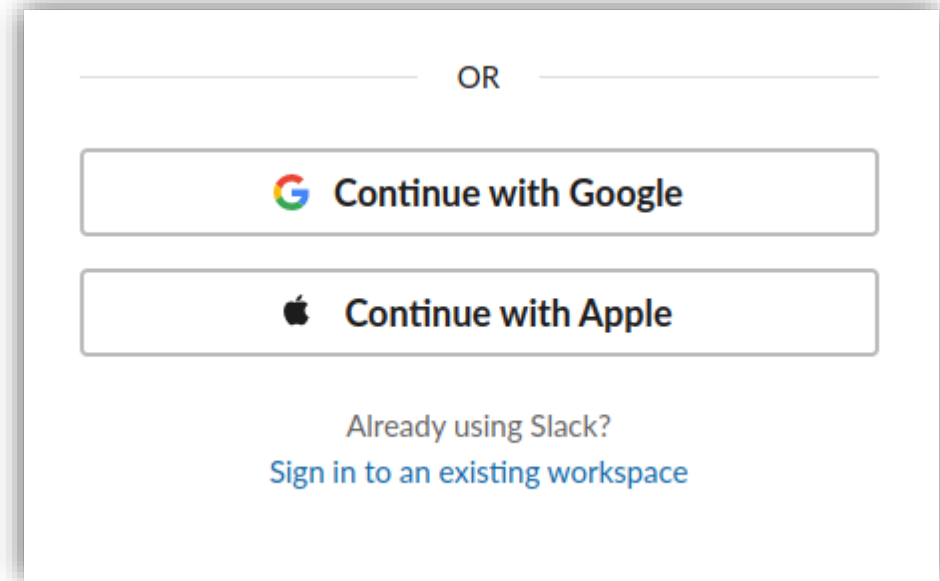 OR
Continue with Google
Continue with Apple
Already using Slack?
Sign in to an existing workspace